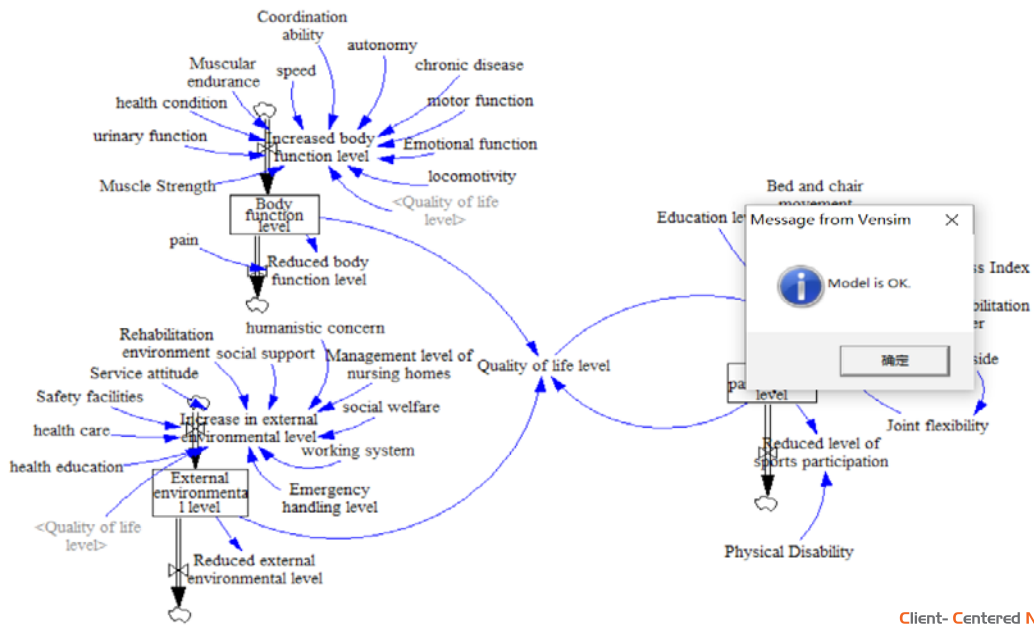 Coordination
ability
autonomy
Muscular
endurance
speed
chronic disease
health condition
motor function
urinary function
Increased body
function level
Emotional function
Muscle Strength
locomotivity
<Quality of life
level>
Body
function
level
pain
Reduced body
function level
Bed and chair
movement
Education le
Message from Vensim
Model is OK.
确定
ss Index
bilitation
er
side
Joint flexibility
pa
level
Reduced level of
sports participation
Physical Disability
Quality of life level
humanistic concern
Rehabilitation
environment
social support
Management level of
nursing homes
Service attitude
Safety facilities
social welfare
Increase in external
environmental level
health care
working system
health education
External
environmenta
l level
Emergency
handling level
<Quality of life
level>
Reduced external
environmental level
Client- Centered N